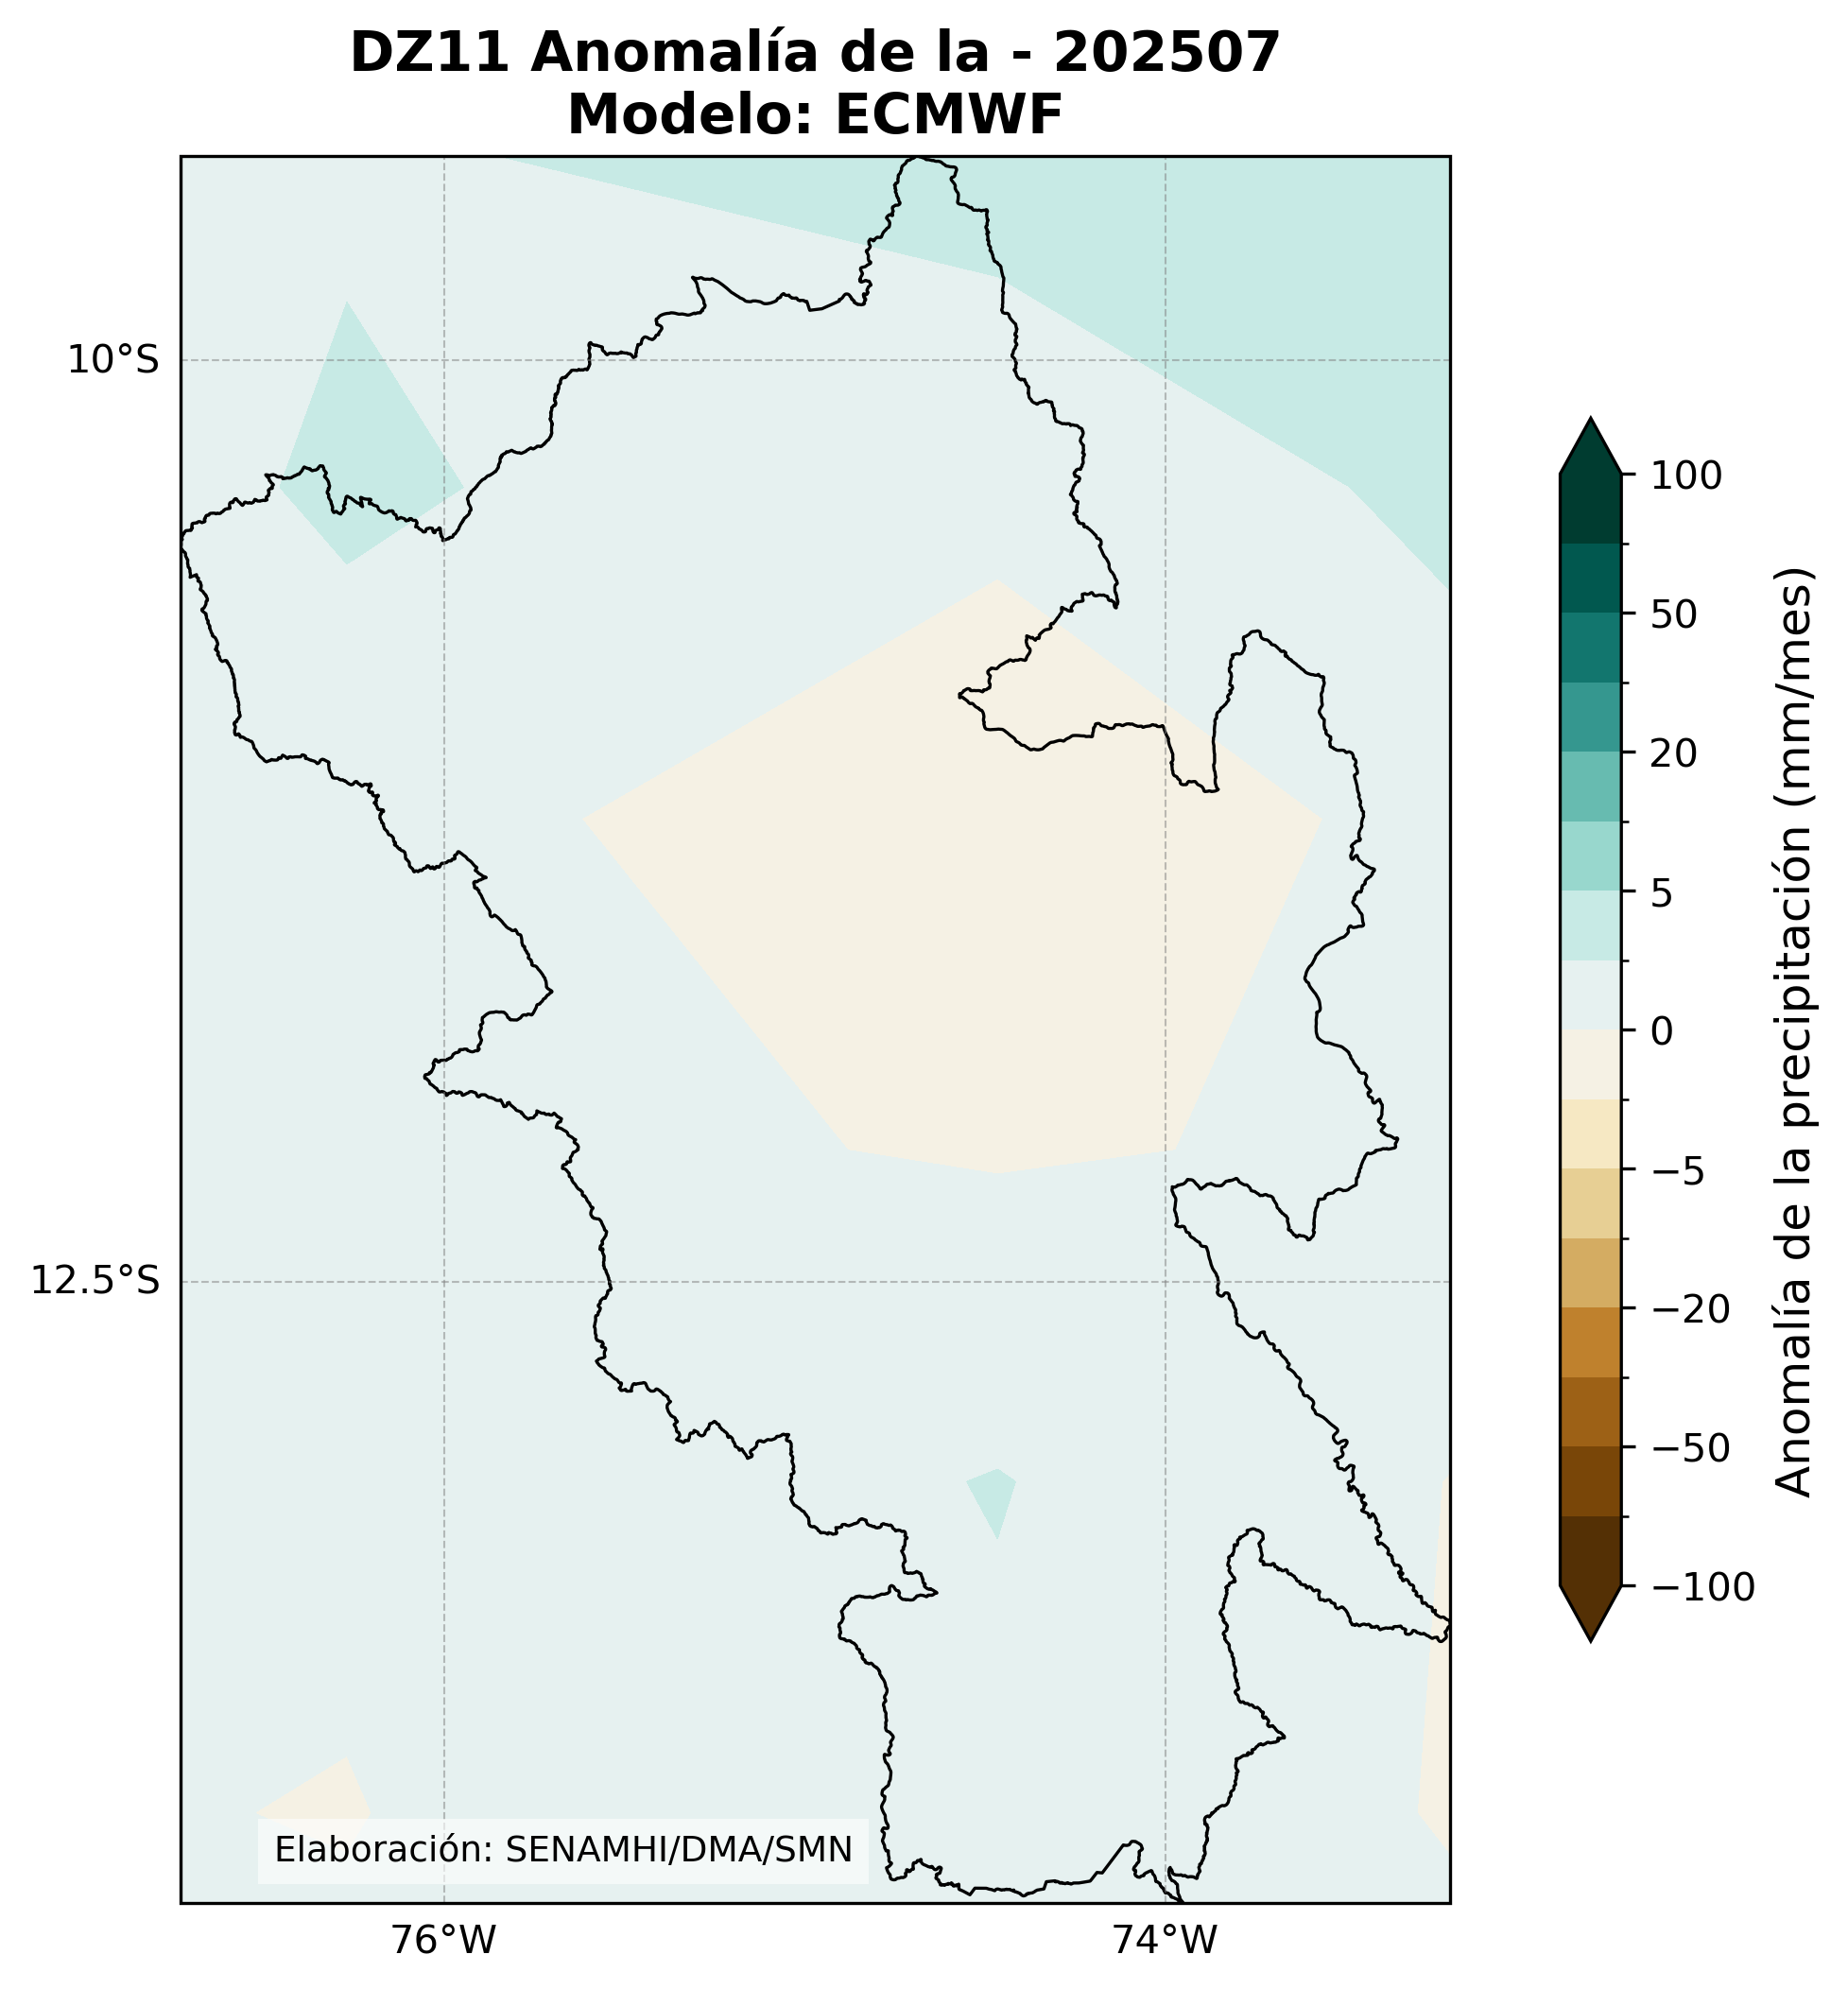 DZ11 Anomalía de la - 202507
Modelo: ECMWF
10°S
12.5°S
76°W
74°W
100
50
20
5
0
−5
−20
−50
−100
Anomalía de la precipitación (mm/mes)
Elaboración: SENAMHI/DMA/SMN